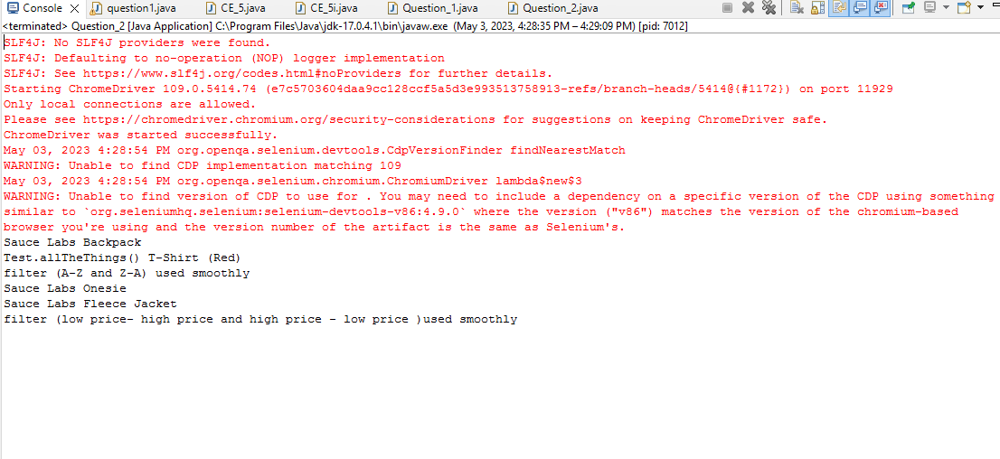 Console question1.java CE_5.java CE_5i.java Question_1.java Question_2.java
<terminated> Question_2 [Java Application] C:\Program Files\Java\jdk-17.0.4.1\bin\javaw.exe (May 3, 2023, 4:28:35 PM – 4:29:09 PM) [pid: 7012]
SLF4J: No SLF4J providers were found.
SLF4J: Defaulting to no-operation (NOP) logger implementation
SLF4J: See https://www.slf4j.org/codes.html#noProviders for further details.
Starting ChromeDriver 109.0.5414.74 (e7c5703604daa9cc128ccf5a5d3e993513758913-refs/branch-heads/5414@{#1172}) on port 11929
Only local connections are allowed.
Please see https://chromedriver.chromium.org/security-considerations for suggestions on keeping ChromeDriver safe.
ChromeDriver was started successfully.
May 03, 2023 4:28:54 PM org.openqa.selenium.devtools.CdpVersionFinder findNearestMatch
WARNING: Unable to find CDP implementation matching 109
May 03, 2023 4:28:54 PM org.openqa.selenium.chromium.ChromiumDriver lambda$new$3
WARNING: Unable to find version of CDP to use for . You may need to include a dependency on a specific version of the CDP using something
similar to `org.seleniumhq.selenium:selenium-devtools-v86:4.9.0` where the version ("v86") matches the version of the chromium-based
browser you're using and the version number of the artifact is the same as Selenium's.
Sauce Labs Backpack
Test.allTheThings() T-Shirt (Red)
filter (A-Z and Z-A) used smoothly
Sauce Labs Onesie
Sauce Labs Fleece Jacket
filter (low price- high price and high price - low price )used smoothly